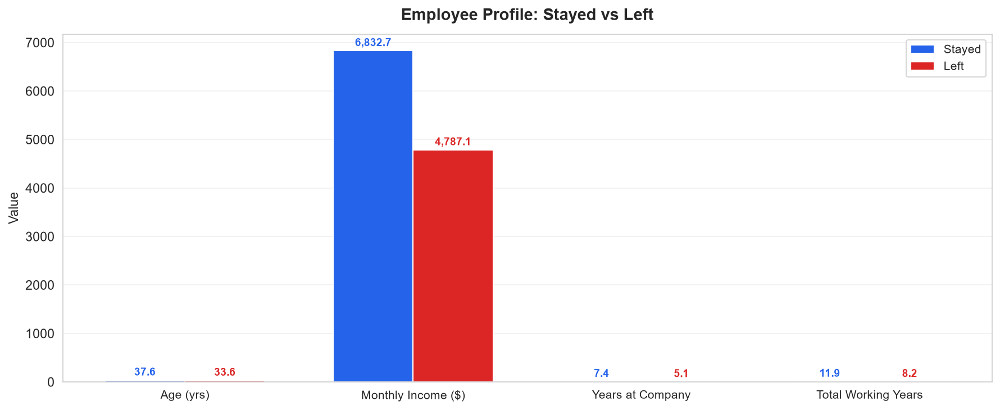 Employee Profile: Stayed vs Left
Stayed
Left
Value
7000
6000
5000
4000
3000
2000
1000
0
37.6
33.6
6,832.7
4,787.1
7.4
5.1
11.9
8.2
Age (yrs)
Monthly Income ($)
Years at Company
Total Working Years